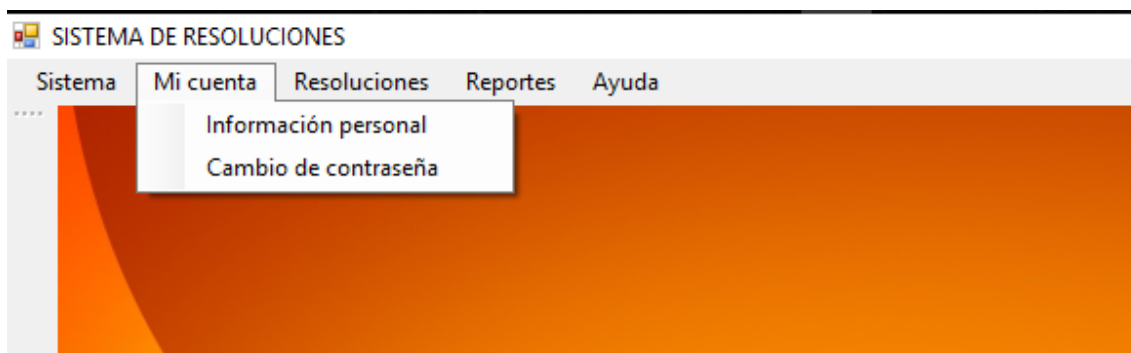 SISTEMA DE RESOLUCIONES
Sistema Mi cuenta Resoluciones Reportes Ayuda
Información personal
Cambio de contraseña